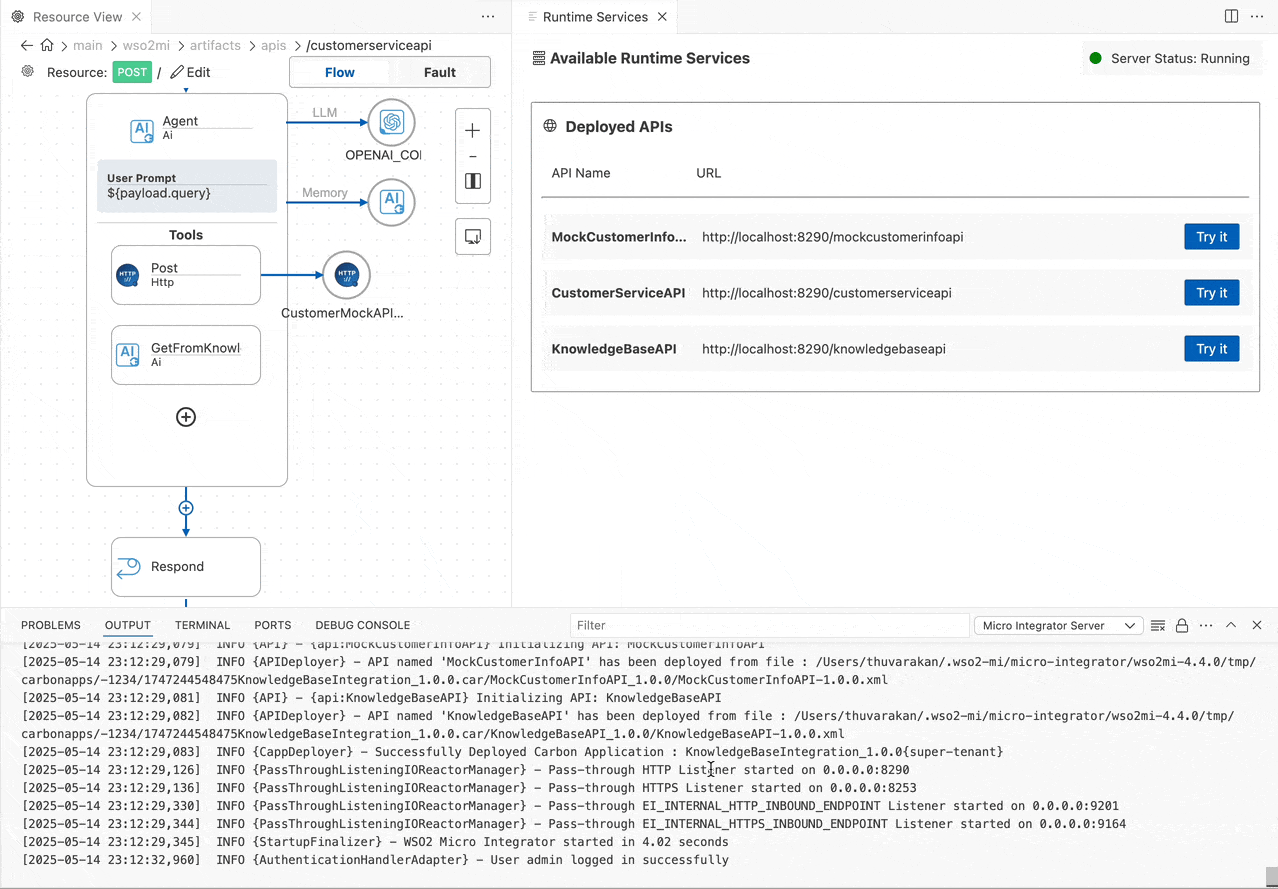 Resource View
Runtime Services
main > wso2mi > artifacts > apis > /customerserviceapi
Resource: POST / Edit
Flow
Fault
Agent
Ai
LLM
OPENAI_CO
User Prompt
${payload.query}
Memory
AI
Tools
Post
Http
HTTP
CustomerMockAPI...
GetFromKnowl
Ai
Respond
Available Runtime Services
Server Status: Running
Deployed APIs
API Name URL
MockCustomerInfo... http://localhost:8290/mockcustomerinfoapi Try it
CustomerServiceAPI http://localhost:8290/customerserviceapi Try it
KnowledgeBaseAPI http://localhost:8290/knowledgebaseapi Try it
PROBLEMS OUTPUT TERMINAL PORTS DEBUG CONSOLE Filter Micro Integrator Server
[2025-05-14 23:12:29,079] INFO {API} - {api:MockCustomerInfoAPI} Initializing API: MockCustomerInfoAPI
[2025-05-14 23:12:29,079] INFO {APIDeployer} - API named 'MockCustomerInfoAPI' has been deployed from file : /Users/thuvarakan/.wso2-mi/micro-integrator/wso2mi-4.4.0/tmp/
carbonapps/-1234/1747244548475KnowledgeBaseIntegration_1.0.0.car/MockCustomerInfoAPI_1.0.0/MockCustomerInfoAPI-1.0.0.xml
[2025-05-14 23:12:29,081] INFO {API} - {api:KnowledgeBaseAPI} Initializing API: KnowledgeBaseAPI
[2025-05-14 23:12:29,082] INFO {APIDeployer} - API named 'KnowledgeBaseAPI' has been deployed from file : /Users/thuvarakan/.wso2-mi/micro-integrator/wso2mi-4.4.0/tmp/
carbonapps/-1234/1747244548475KnowledgeBaseIntegration_1.0.0.car/KnowledgeBaseAPI_1.0.0/KnowledgeBaseAPI-1.0.0.xml
[2025-05-14 23:12:29,083] INFO {CappDeployer} - Successfully Deployed Carbon Application : KnowledgeBaseIntegration_1.0.0{super-tenant}
[2025-05-14 23:12:29,126] INFO {PassThroughListeningIOReactorManager} - Pass-through HTTP Listener started on 0.0.0.0:8290
[2025-05-14 23:12:29,136] INFO {PassThroughListeningIOReactorManager} - Pass-through HTTPS Listener started on 0.0.0.0:8253
[2025-05-14 23:12:29,330] INFO {PassThroughListeningIOReactorManager} - Pass-through EI_INTERNAL_HTTP_INBOUND_ENDPOINT Listener started on 0.0.0.0:9201
[2025-05-14 23:12:29,344] INFO {PassThroughListeningIOReactorManager} - Pass-through EI_INTERNAL_HTTPS_INBOUND_ENDPOINT Listener started on 0.0.0.0:9164
[2025-05-14 23:12:29,345] INFO {StartupFinalizer} - WSO2 Micro Integrator started in 4.02 seconds
[2025-05-14 23:12:32,960] INFO {AuthenticationHandlerAdapter} - User admin logged in successfully